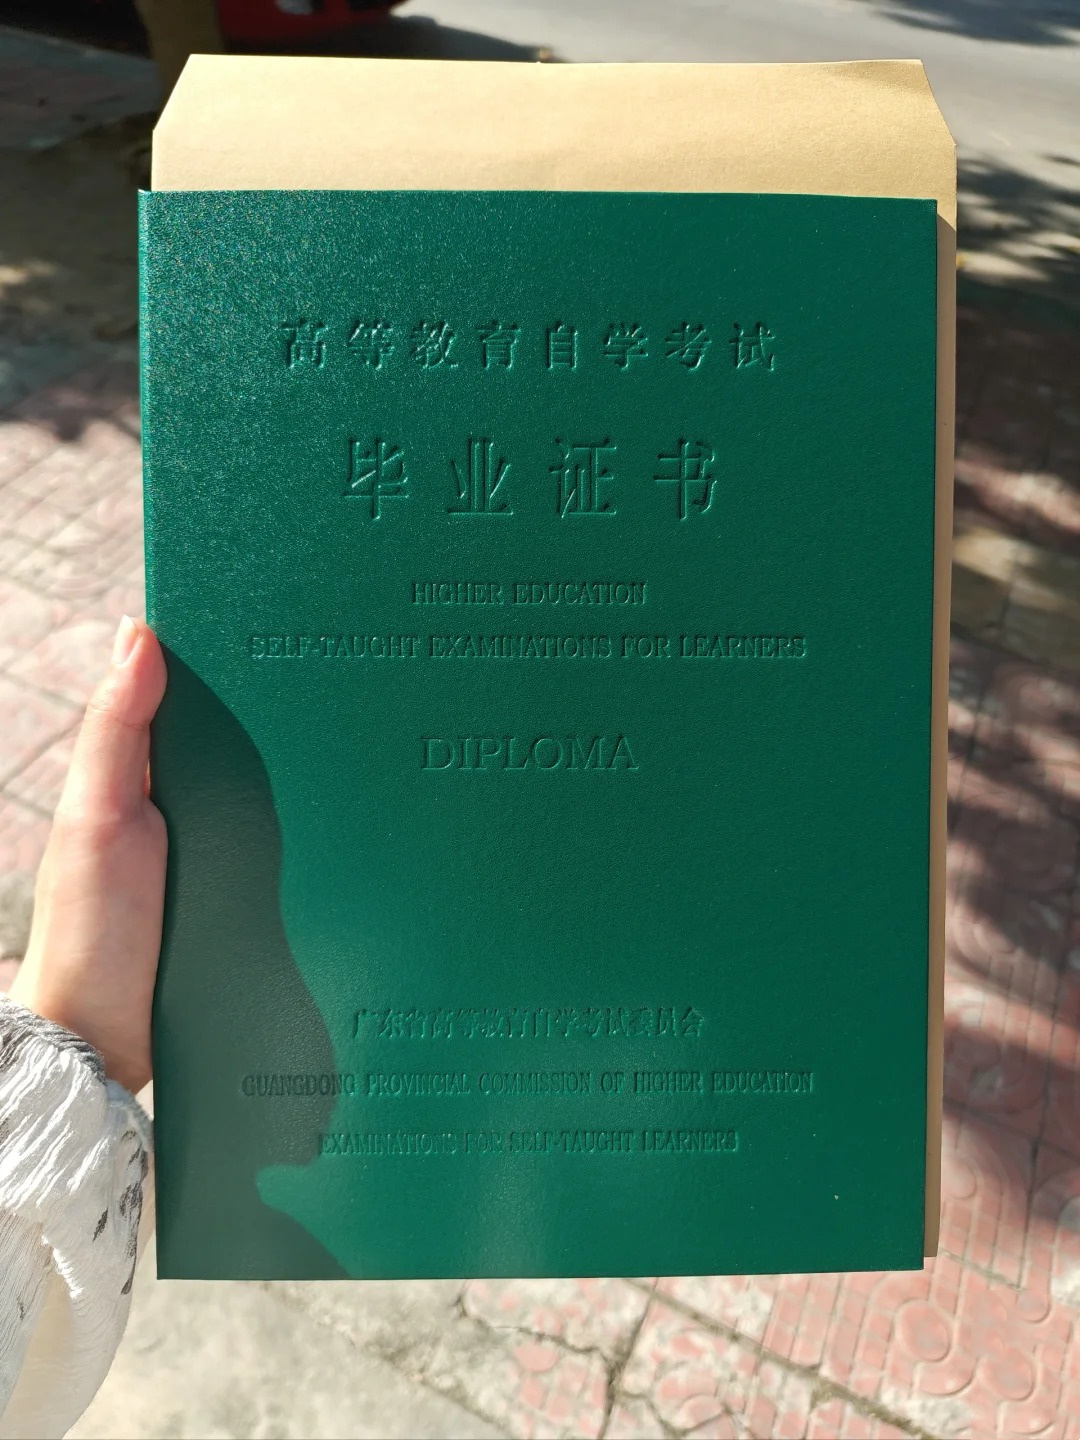 高等教育自学考试
毕业证书
HIGHER EDUCATION
SELF-TAUGHT EXAMINATIONS FOR LEARNERS
DIPLOMA
广东省高等教育自学考试委员会
GUANGDONG PROVINCIAL COMMISSION OF HIGHER EDUCATION
EXAMINATIONS FOR SELF-TAUGHT LEARNERS